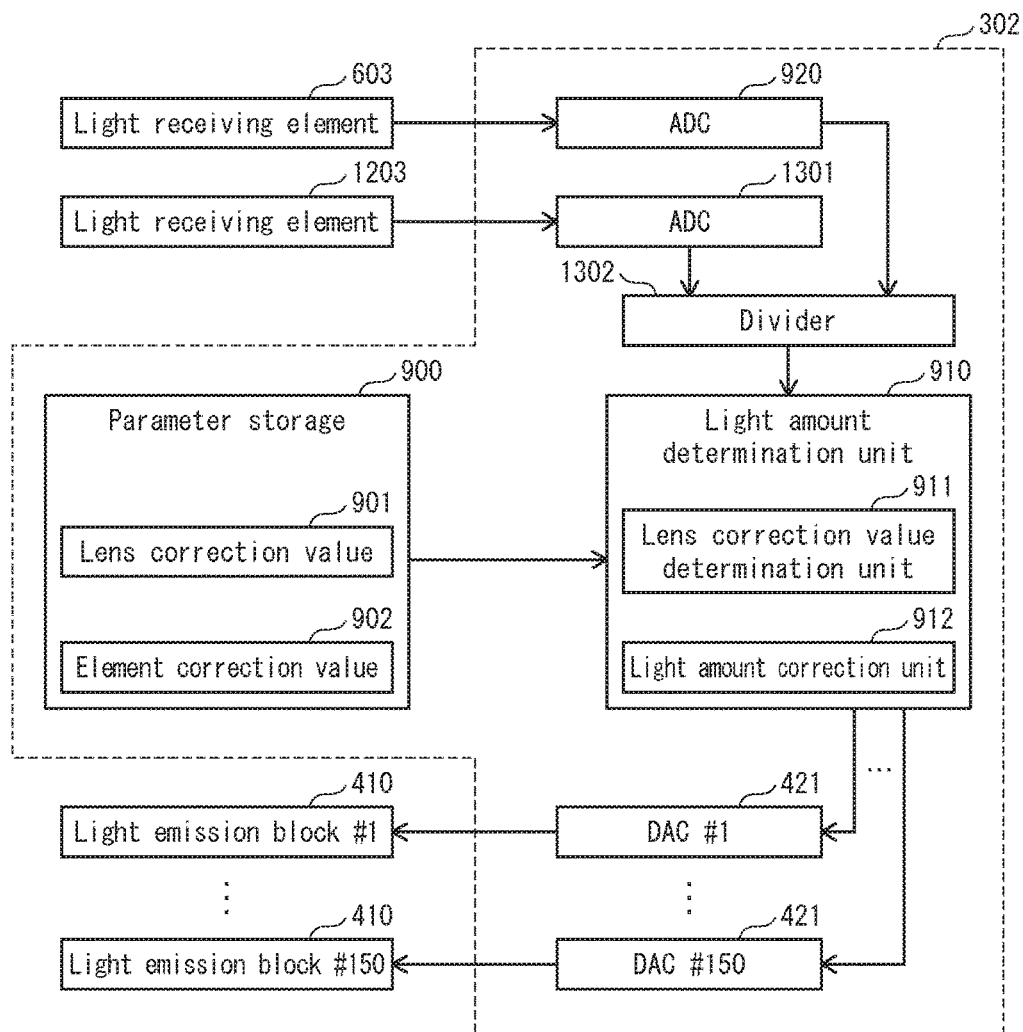 302
603
920
Light receiving element
ADC
1203
1301
Light receiving element
ADC
1302
Divider
900
910
Parameter storage
Light amount
determination unit
901
911
Lens correction value
Lens correction value
determination unit
902
912
Element correction value
Light amount correction unit
...
410
421
Light emission block #1
DAC #1
410
421
Light emission block #150
DAC #150